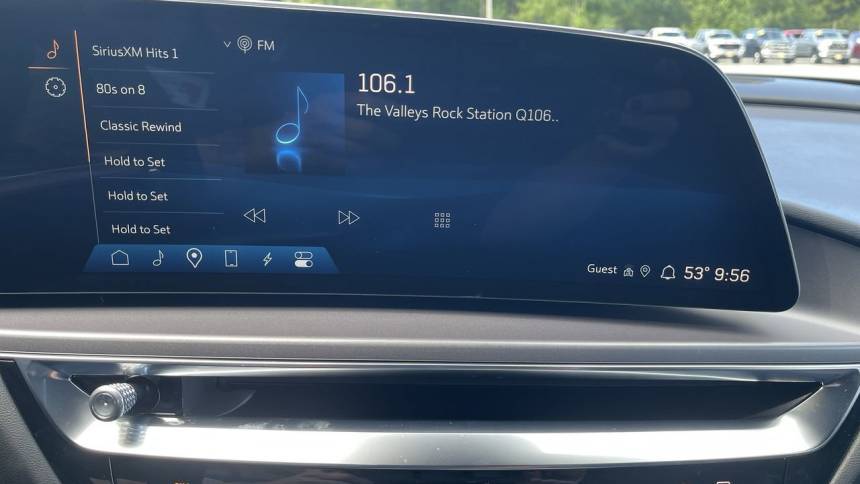 SiriusXM Hits 1
80s on 8
Classic Rewind
Hold to Set
Hold to Set
Hold to Set
FM
106.1
The Valleys Rock Station Q106..
Guest 53° 9:56